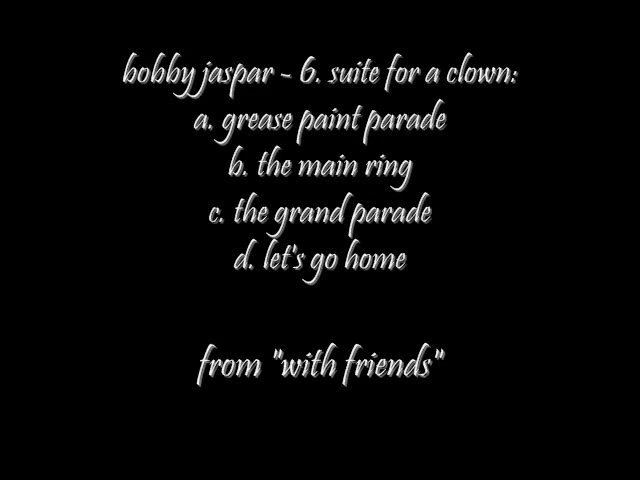 bobby jaspar - 6. suite for a clown:
a. grease paint parade
b. the main ring
c. the grand parade
d. let's go home
from "with friends"